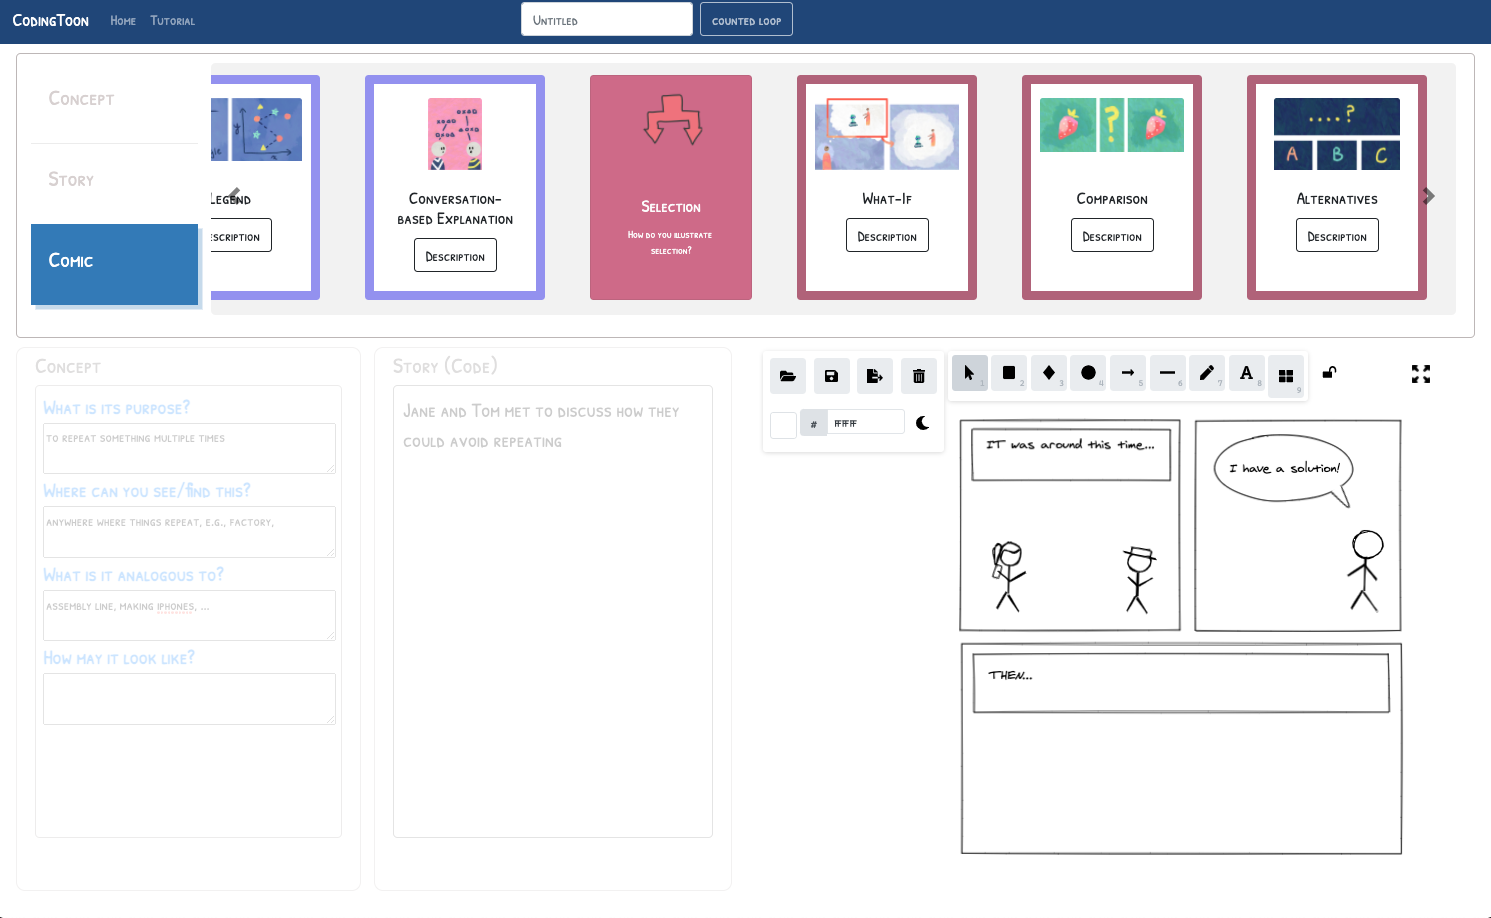 CodingToon Home Tutorial Untitled counted loop
Concept
Story
Comic
Legend
escription
Conversation-
based Explanation
Description
Selection
How do you illustrate
selection?
What-If
Description
Comparison
Description
....?
A B C
Alternatives
Description
Concept
What is its purpose?
to repeat something multiple times
Where can you see/find this?
anywhere where things repeat, e.g., factory,
What is it analogous to?
assembly line, making iphones, ...
How may it look like?
Story (Code)
Jane and Tom met to discuss how they
could avoid repeating
1 2 3 4 5 6 7 A 8 9
# ffffff
IT was around this time...
I have a solution!
THEN...